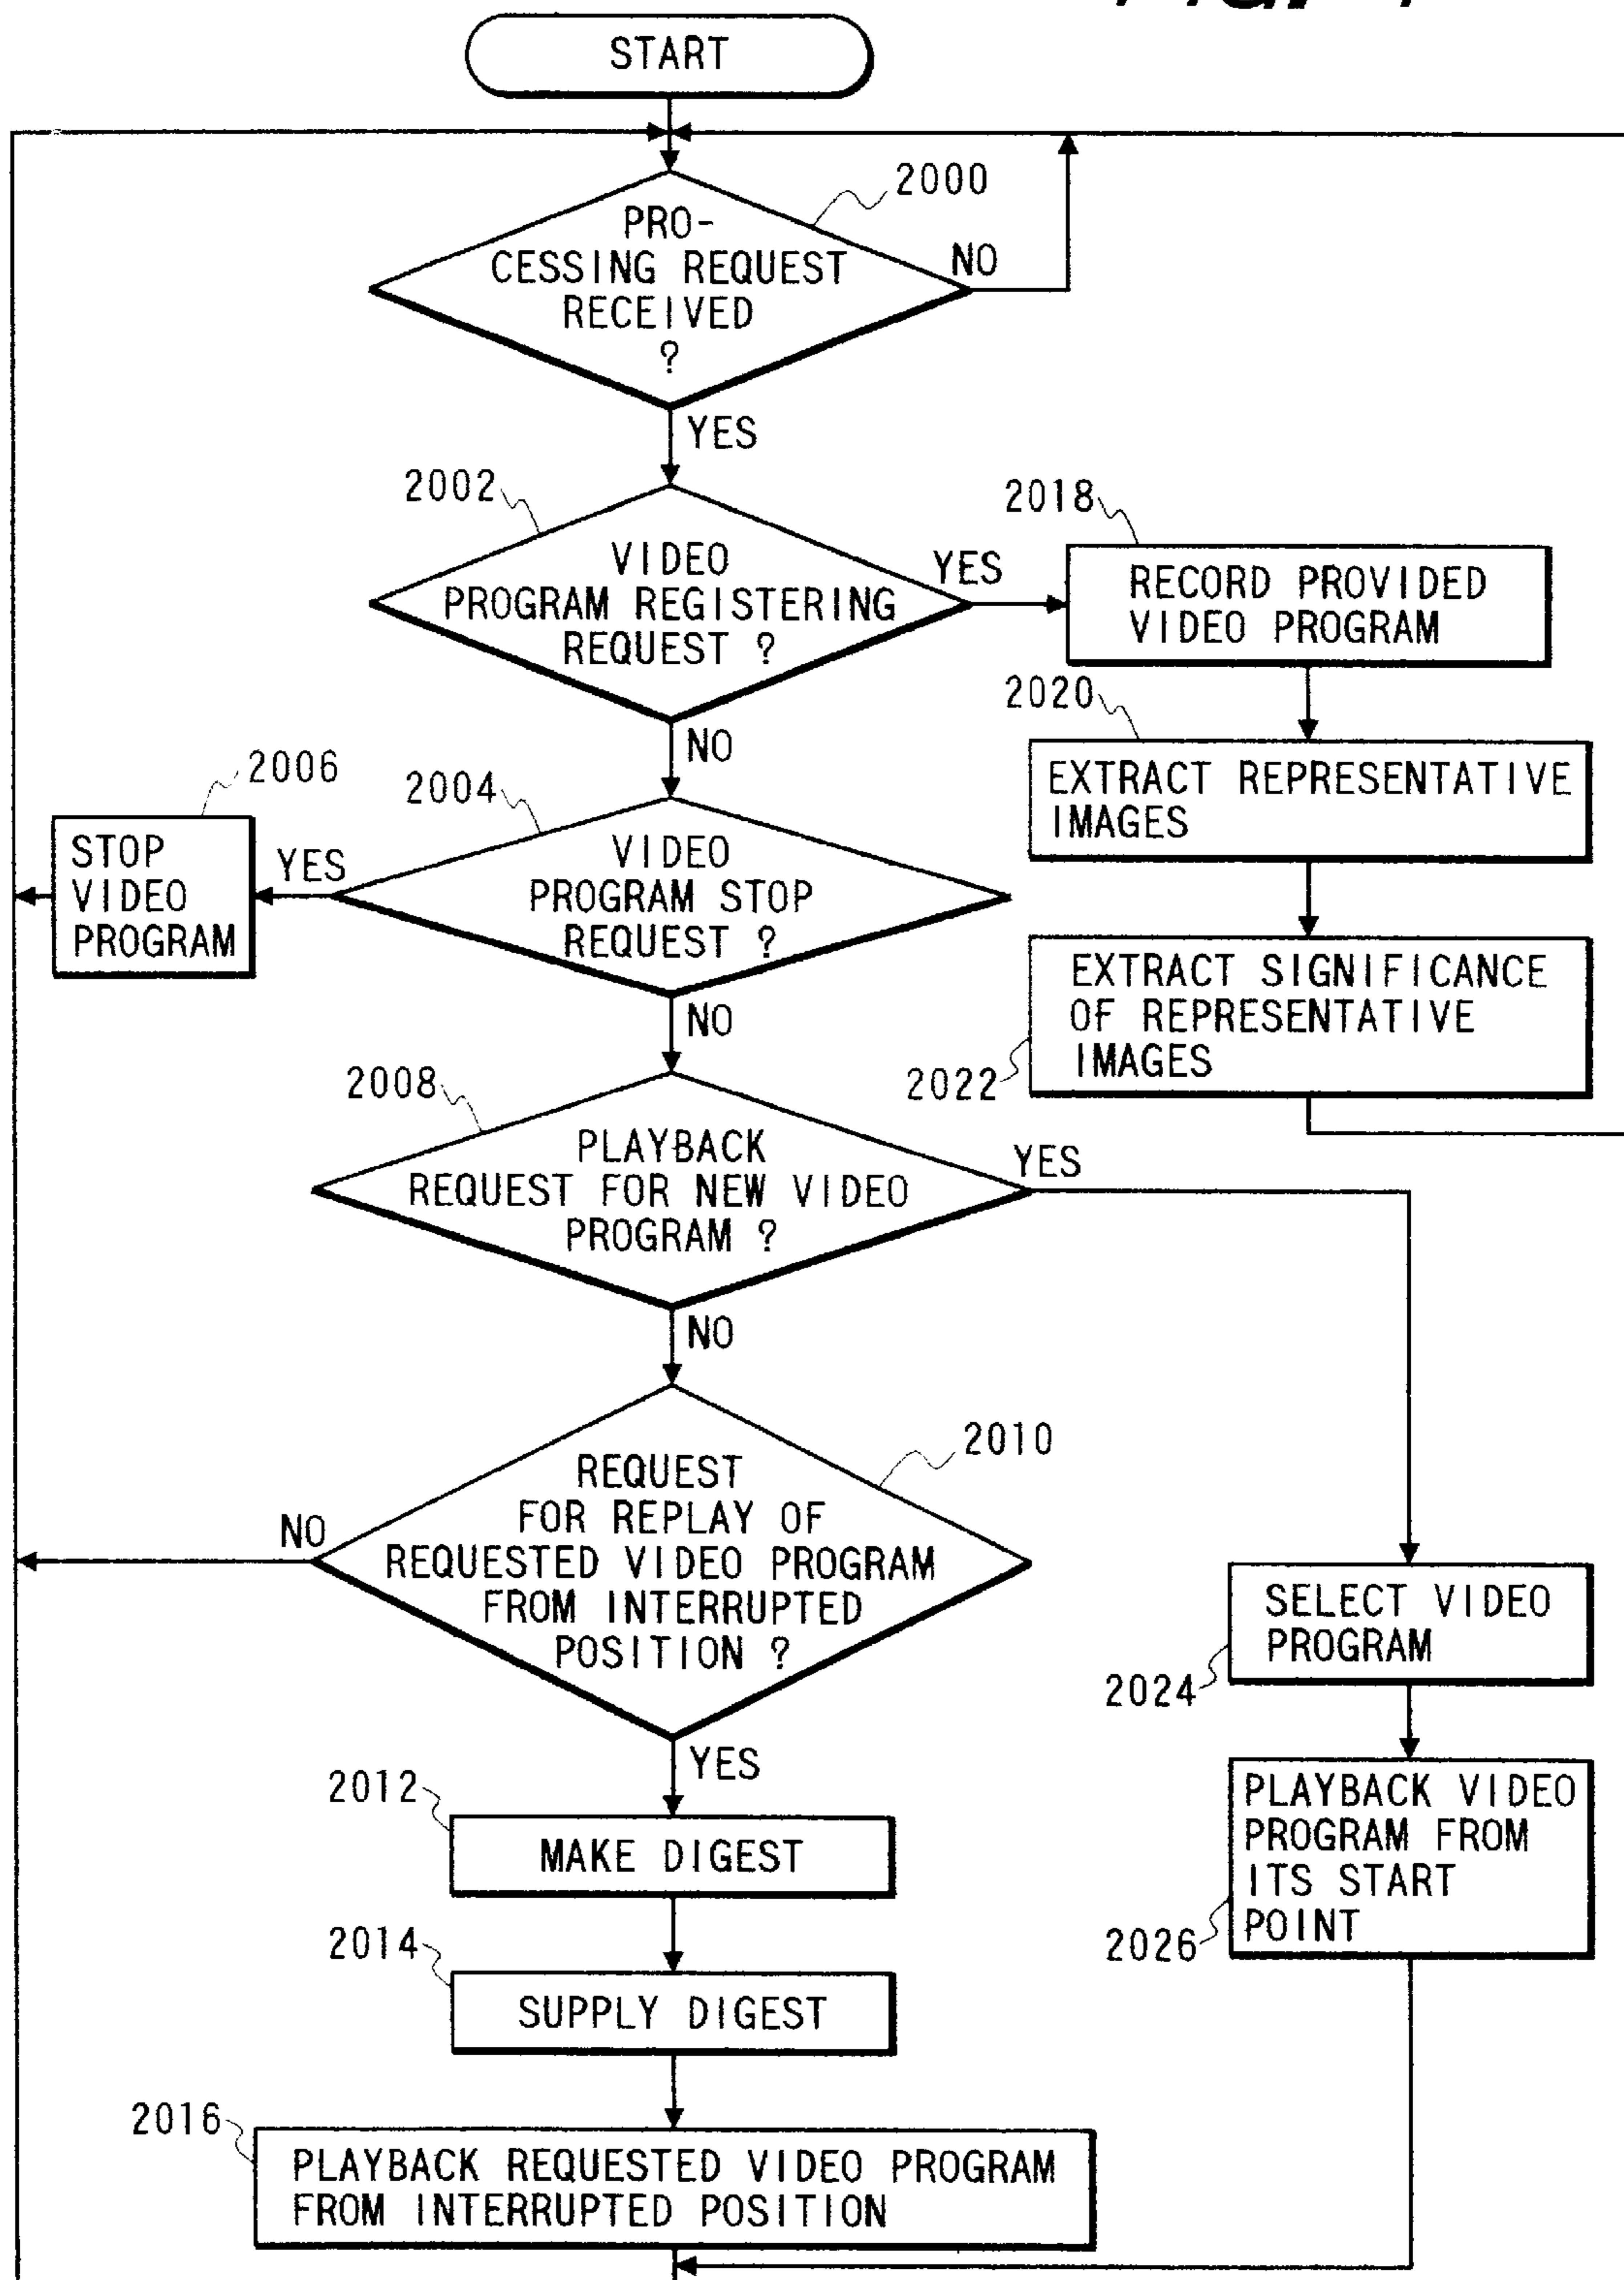 START
2000
PRO-
CESSING REQUEST
RECEIVED
?
NO
YES
2002
VIDEO
PROGRAM REGISTERING
REQUEST ?
YES
2018
RECORD PROVIDED
VIDEO PROGRAM
NO
2020
EXTRACT REPRESENTATIVE
IMAGES
2006
STOP
VIDEO
PROGRAM
YES
2004
VIDEO
PROGRAM STOP
REQUEST ?
NO
EXTRACT SIGNIFICANCE
OF REPRESENTATIVE
IMAGES
2022
2008
PLAYBACK
REQUEST FOR NEW VIDEO
PROGRAM ?
YES
NO
2010
REQUEST
FOR REPLAY OF
REQUESTED VIDEO PROGRAM
FROM INTERRUPTED
POSITION ?
NO
YES
SELECT VIDEO
PROGRAM
2024
2012
MAKE DIGEST
PLAYBACK VIDEO
PROGRAM FROM
ITS START
POINT
2026
2014
SUPPLY DIGEST
2016
PLAYBACK REQUESTED VIDEO PROGRAM
FROM INTERRUPTED POSITION